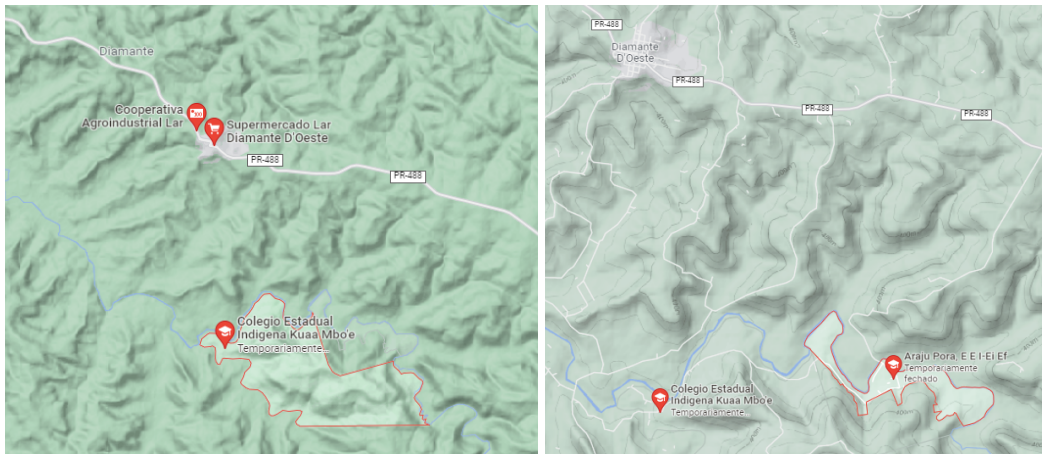 Diamante
Cooperativa
Agroindustrial Lar
Supermercado Lar
Diamante D'Oeste
PR-488
PR-488
Colegio Estadual
Indigena Kuaa Mbo'e
Temporariamente...
PR-488
Diamante
D'Oeste
PR-488
PR-488
PR-488
Araju Pora, E E I-Ei Ef
Temporariamente
fechado
Colegio Estadual
Indigena Kuaa Mbo'e
Temporariamente...
400m